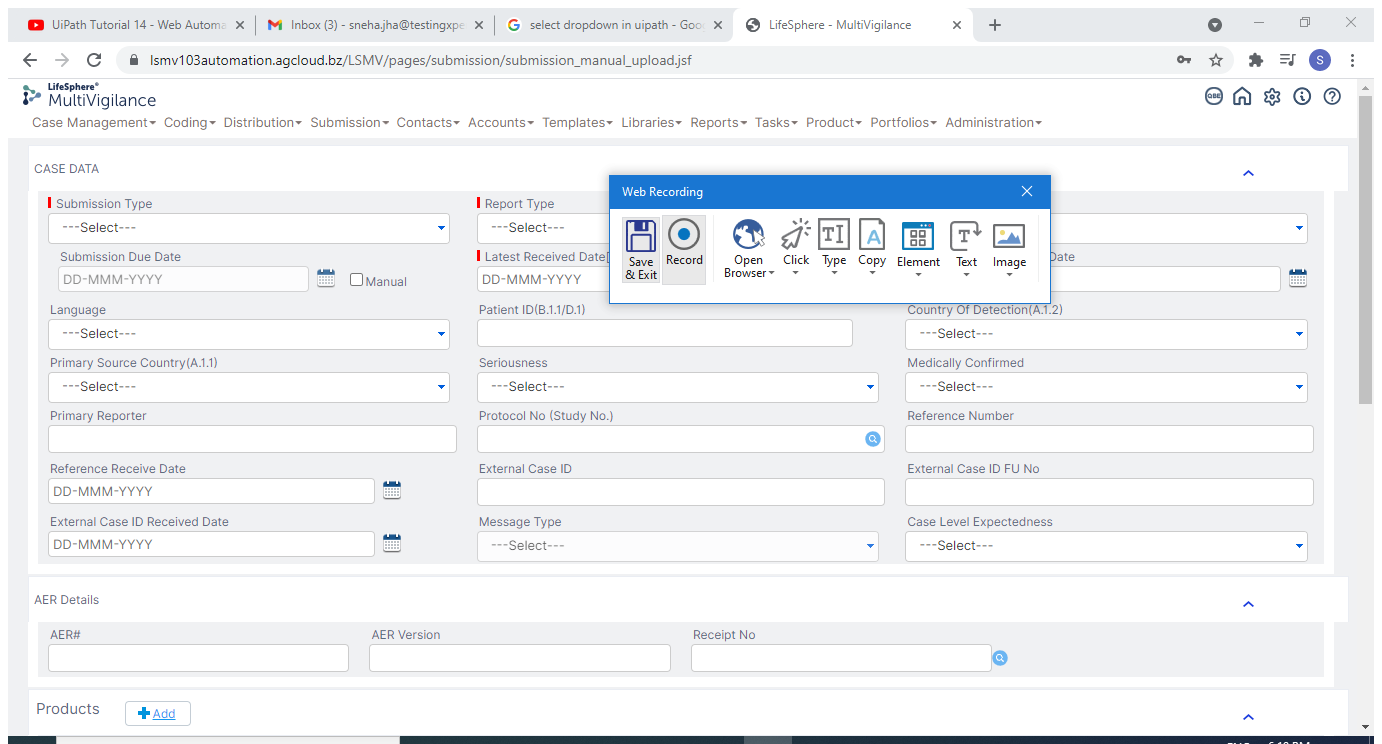 UiPath Tutorial 14 - Web Automa
Inbox (3) - sneha.jha@testingxpe
select dropdown in uipath - Goo
LifeSphere - MultiVigilance
lsmv103automation.agcloud.bz/LSMV/pages/submission/submission_manual_upload.jsf
S
LifeSphere®
MultiVigilance
QBE
Case Management Coding Distribution Submission Contacts Accounts Templates Libraries Reports Tasks Product Portfolios Administration
CASE DATA
Web Recording
Save & Exit Record Open Browser Click Type Copy Element Text Image
Submission Type Report Type
---Select--- ---Select---
Submission Due Date Latest Received Date[ Date
DD-MMM-YYYY Manual DD-MMM-YYYY
Language Patient ID(B.1.1/D.1) Country Of Detection(A.1.2)
---Select--- ---Select---
Primary Source Country(A.1.1) Seriousness Medically Confirmed
---Select--- ---Select--- ---Select---
Primary Reporter Protocol No (Study No.) Reference Number
Reference Receive Date External Case ID External Case ID FU No
DD-MMM-YYYY
External Case ID Received Date Message Type Case Level Expectedness
DD-MMM-YYYY ---Select--- ---Select---
AER Details
AER# AER Version Receipt No
Products Add